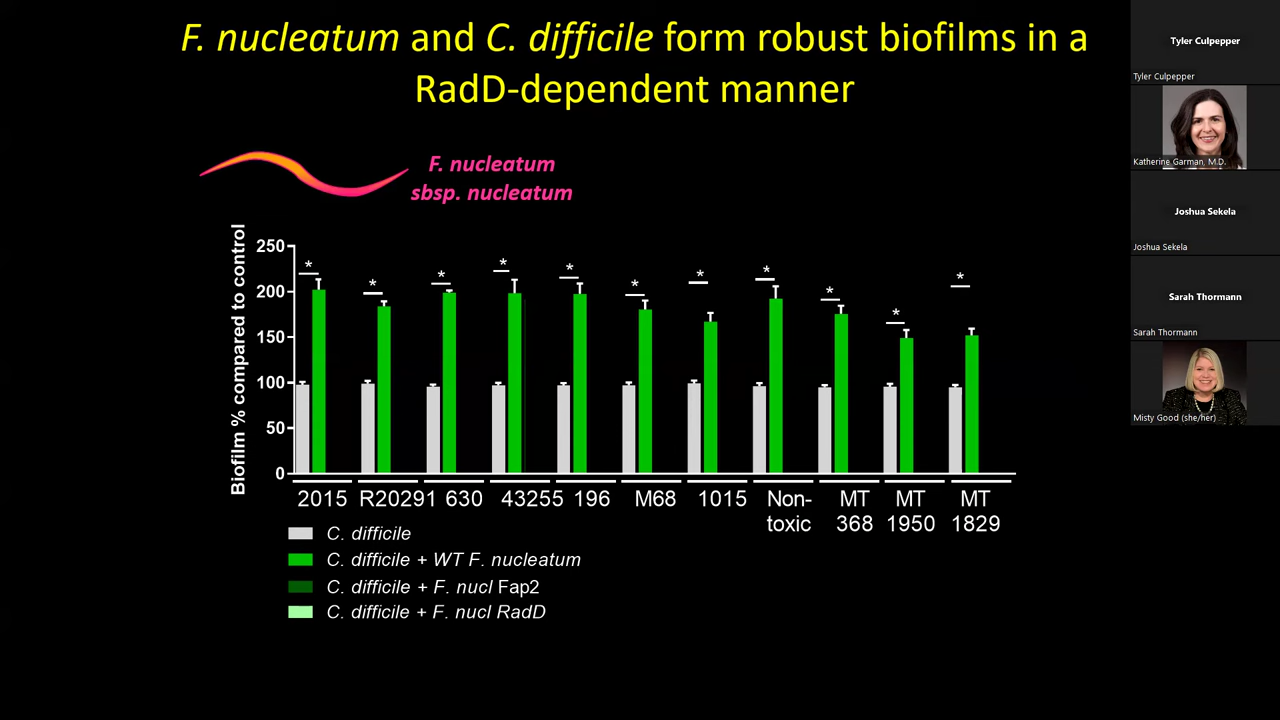 F. nucleatum and C. difficile form robust biofilms in a
RadD-dependent manner
F. nucleatum
sbsp. nucleatum
Biofilm % compared to control
250
200
150
100
50
0
* * * * * * * * * * *
2015 R20291 630 43255 196 M68 1015 Non- MT MT MT
toxic 368 1950 1829
C. difficile
C. difficile + WT F. nucleatum
C. difficile + F. nucl Fap2
C. difficile + F. nucl RadD
Tyler Culpepper
Tyler Culpepper
Katherine Garman, M.D.
Joshua Sekela
Joshua Sekela
Sarah Thormann
Sarah Thormann
Misty Good (she/her)